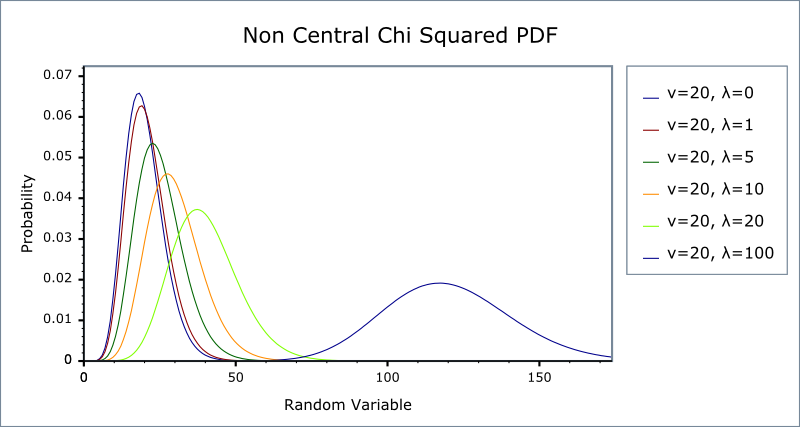 Non Central Chi Squared PDF
0.07
0.06
0.05
0.04
0.03
0.02
0.01
0
Probability
0 50 100 150
Random Variable
v=20, λ=0
v=20, λ=1
v=20, λ=5
v=20, λ=10
v=20, λ=20
v=20, λ=100